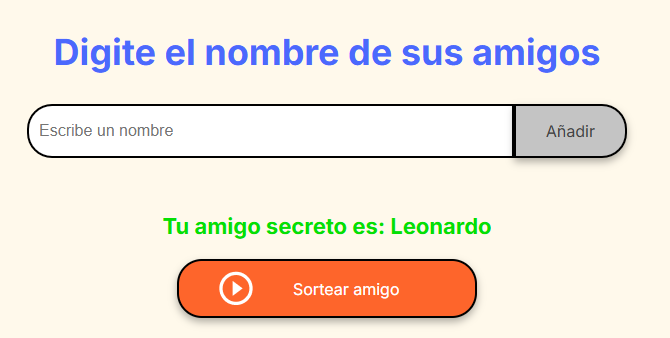 Digite el nombre de sus amigos
Escribe un nombre
Añadir
Tu amigo secreto es: Leonardo
Sortear amigo